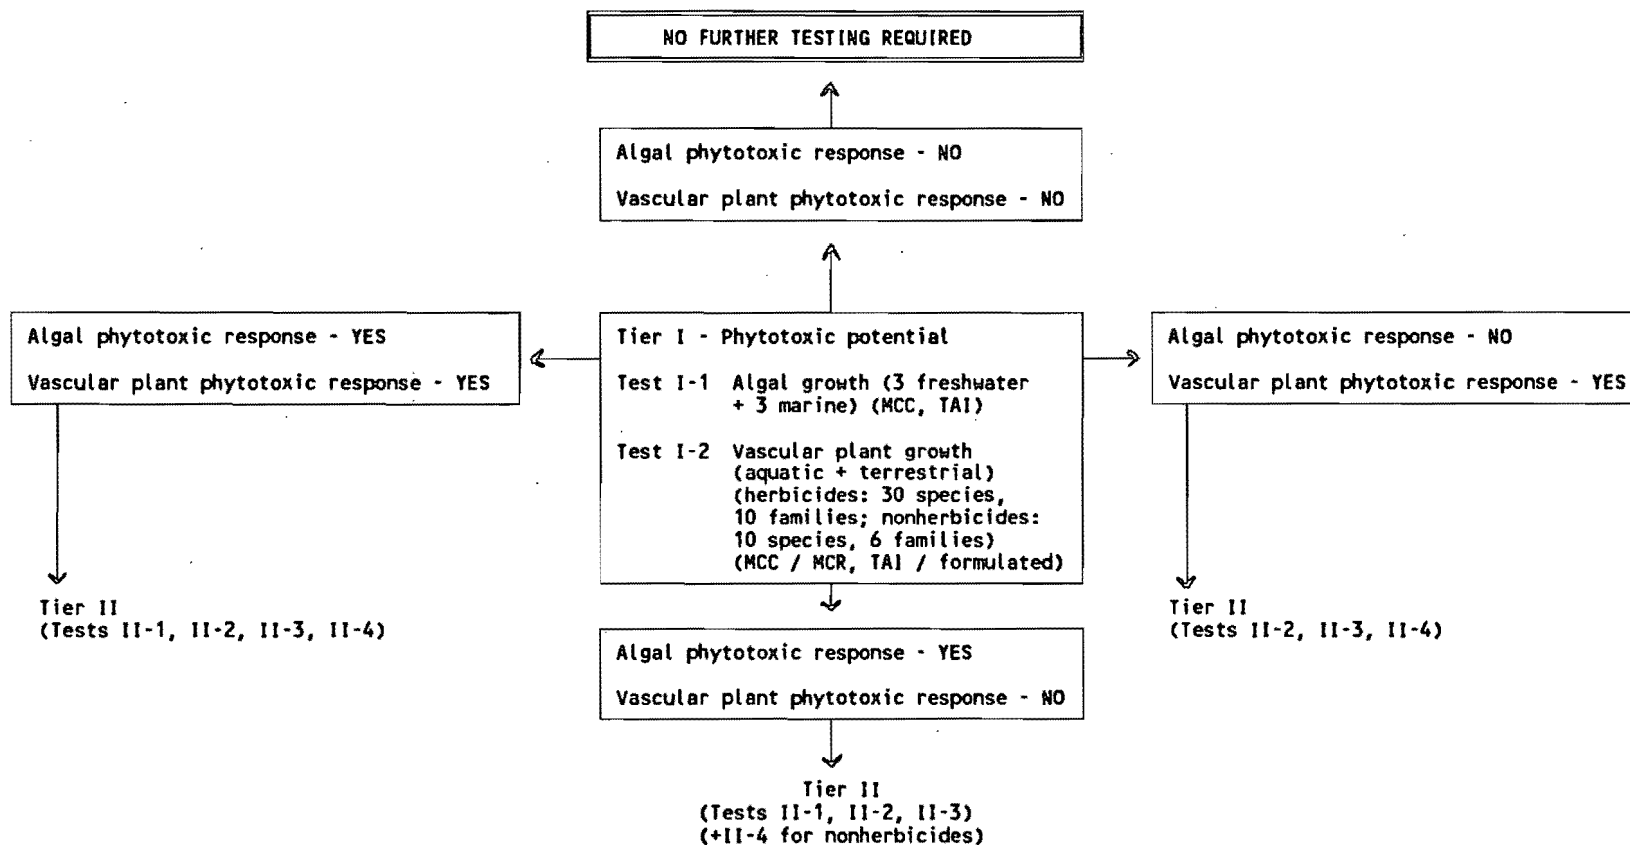 NO FURTHER TESTING REQUIRED
Algal phytotoxic response - NO
Vascular plant phytotoxic response - NO
Algal phytotoxic response - YES
Vascular plant phytotoxic response - YES
Tier I - Phytotoxic potential
Test I-1 Algal growth (3 freshwater
+ 3 marine) (MCC, TAI)
Test I-2 Vascular plant growth
(aquatic + terrestrial)
(herbicides: 30 species,
10 families; nonherbicides:
10 species, 6 families)
(MCC / MCR, TAI / formulated)
Algal phytotoxic response - NO
Vascular plant phytotoxic response - YES
Tier II
(Tests II-1, II-2, II-3, II-4)
Tier II
(Tests II-2, II-3, II-4)
Algal phytotoxic response - YES
Vascular plant phytotoxic response - NO
Tier II
(Tests II-1, II-2, II-3)
(+II-4 for nonherbicides)